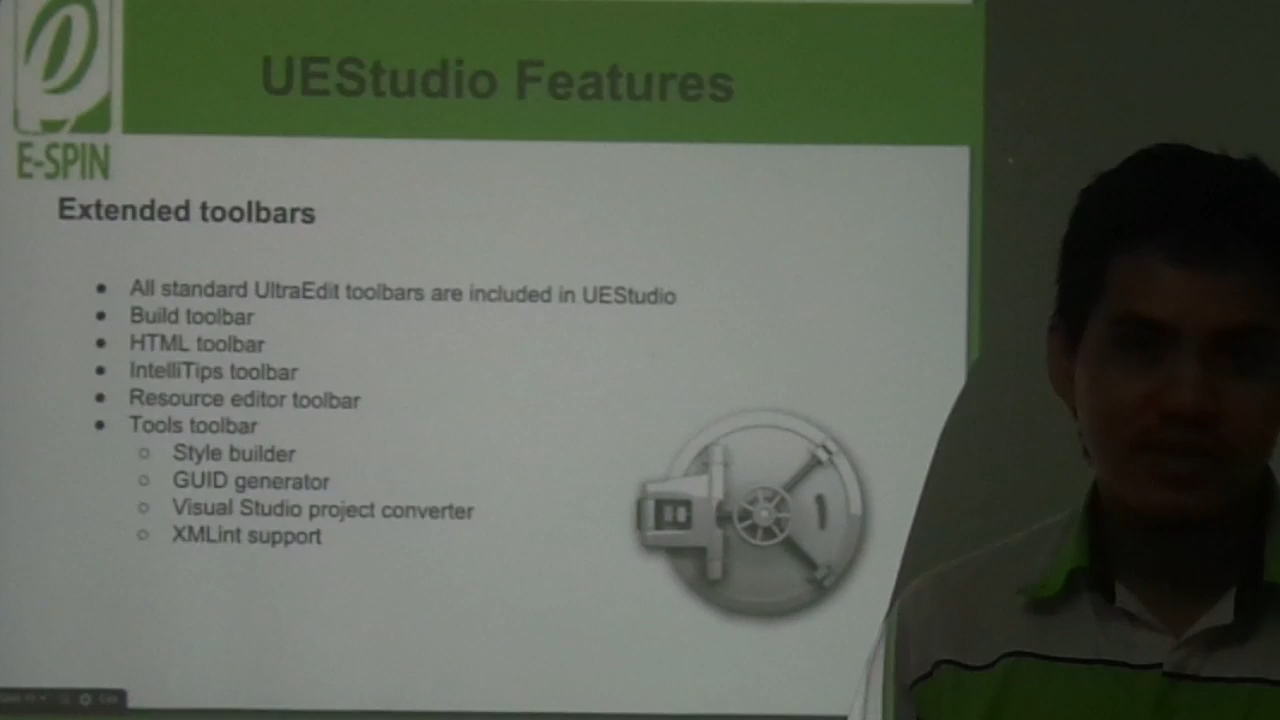 UEStudio Features
E-SPIN
Extended toolbars
All standard UltraEdit toolbars are included in UEStudio
Build toolbar
HTML toolbar
IntelliTips toolbar
Resource editor toolbar
Tools toolbar
Style builder
GUID generator
Visual Studio project converter
XMLint support